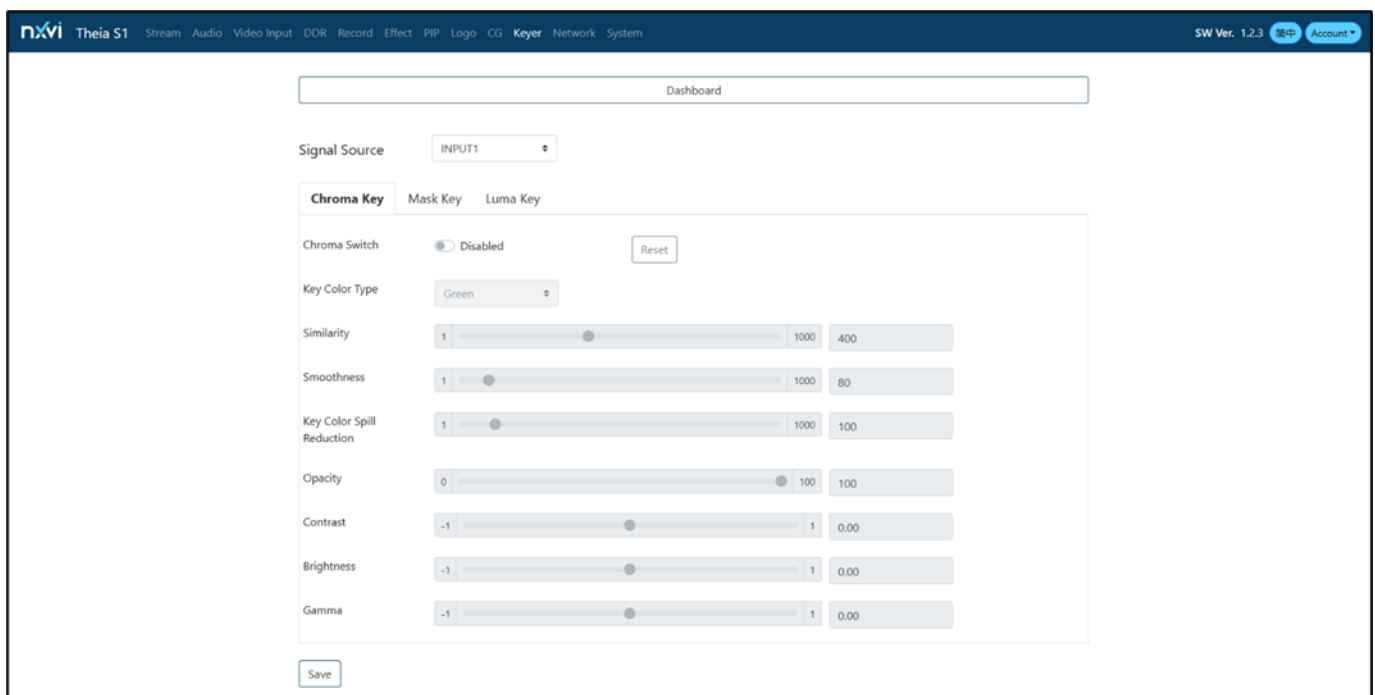 nxvi Theia S1 Stream Audio Video Input DDR Record Effect PIP Logo CG Keyer Network System SW Ver. 1.2.3 简中 Account
Dashboard
Signal Source INPUT1
Chroma Key Mask Key Luma Key
Chroma Switch Disabled Reset
Key Color Type Green
Similarity 1 1000 400
Smoothness 1 1000 80
Key Color Spill
Reduction 1 1000 100
Opacity 0 100 100
Contrast -1 1 0.00
Brightness -1 1 0.00
Gamma -1 1 0.00
Save